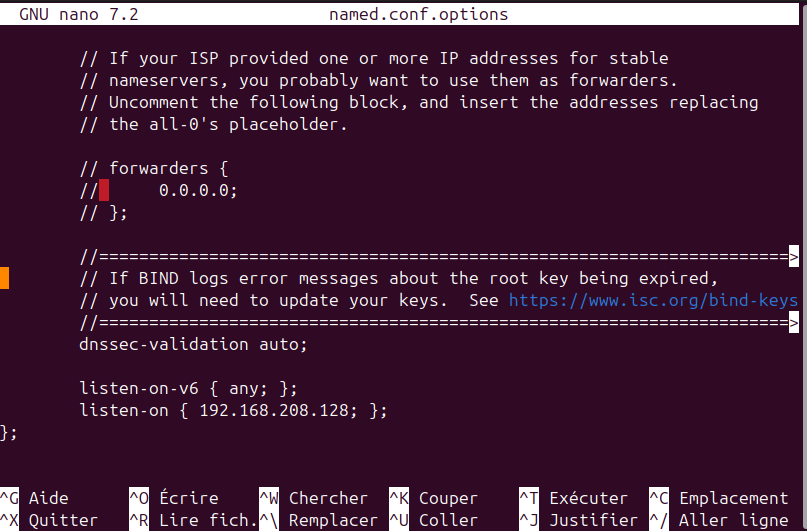 GNU nano 7.2 named.conf.options
// If your ISP provided one or more IP addresses for stable
// nameservers, you probably want to use them as forwarders.
// Uncomment the following block, and insert the addresses replacing
// the all-0's placeholder.
// forwarders {
// 0.0.0.0;
// };
//=====================================================================>
// If BIND logs error messages about the root key being expired,
// you will need to update your keys.  See https://www.isc.org/bind-keys
//=====================================================================>
dnssec-validation auto;
listen-on-v6 { any; };
listen-on { 192.168.208.128; };
};
^G Aide ^O Écrire ^W Chercher ^K Couper ^T Exécuter ^C Emplacement
^X Quitter ^R Lire fich. ^\ Remplacer ^U Coller ^J Justifier ^/ Aller ligne